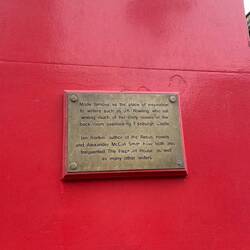 Made famous as the place of inspiration
to writers such as J.K. Rowling, who sat
writing much of her early novels in the
back room overlooking Edinburgh Castle.
Ian Rankin, author of the Rebus novels
and Alexander McCall Smith have both also
frequented The Elephant House as well
as many other writers.